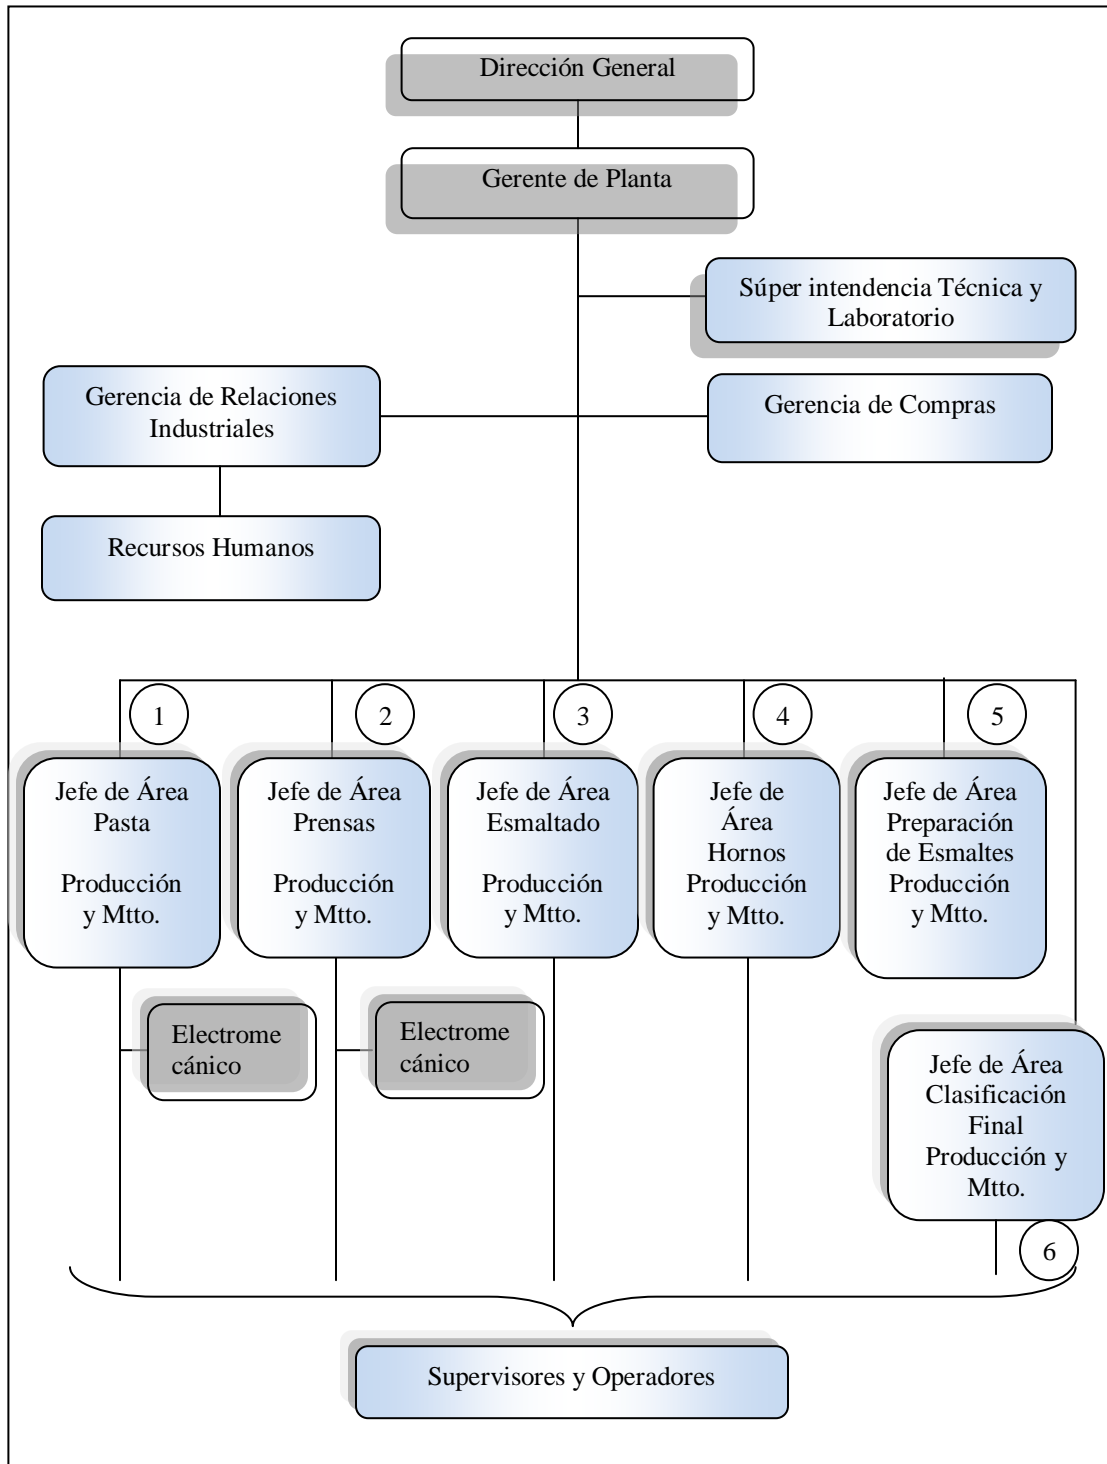 Dirección General
Gerente de Planta
Súper intendencia Técnica y
Laboratorio
Gerencia de Relaciones
Industriales
Gerencia de Compras
Recursos Humanos
1
2
3
4
5
Jefe de Área
Pasta
Producción
y Mtto.
Jefe de Área
Prensas
Producción
y Mtto.
Jefe de Área
Esmaltado
Producción
y Mtto.
Jefe de
Área
Hornos
Producción
y Mtto.
Jefe de Área
Preparación
de Esmaltes
Producción
y Mtto.
Electrome
cánico
Electrome
cánico
Jefe de Área
Clasificación
Final
Producción y
Mtto.
6
Supervisores y Operadores